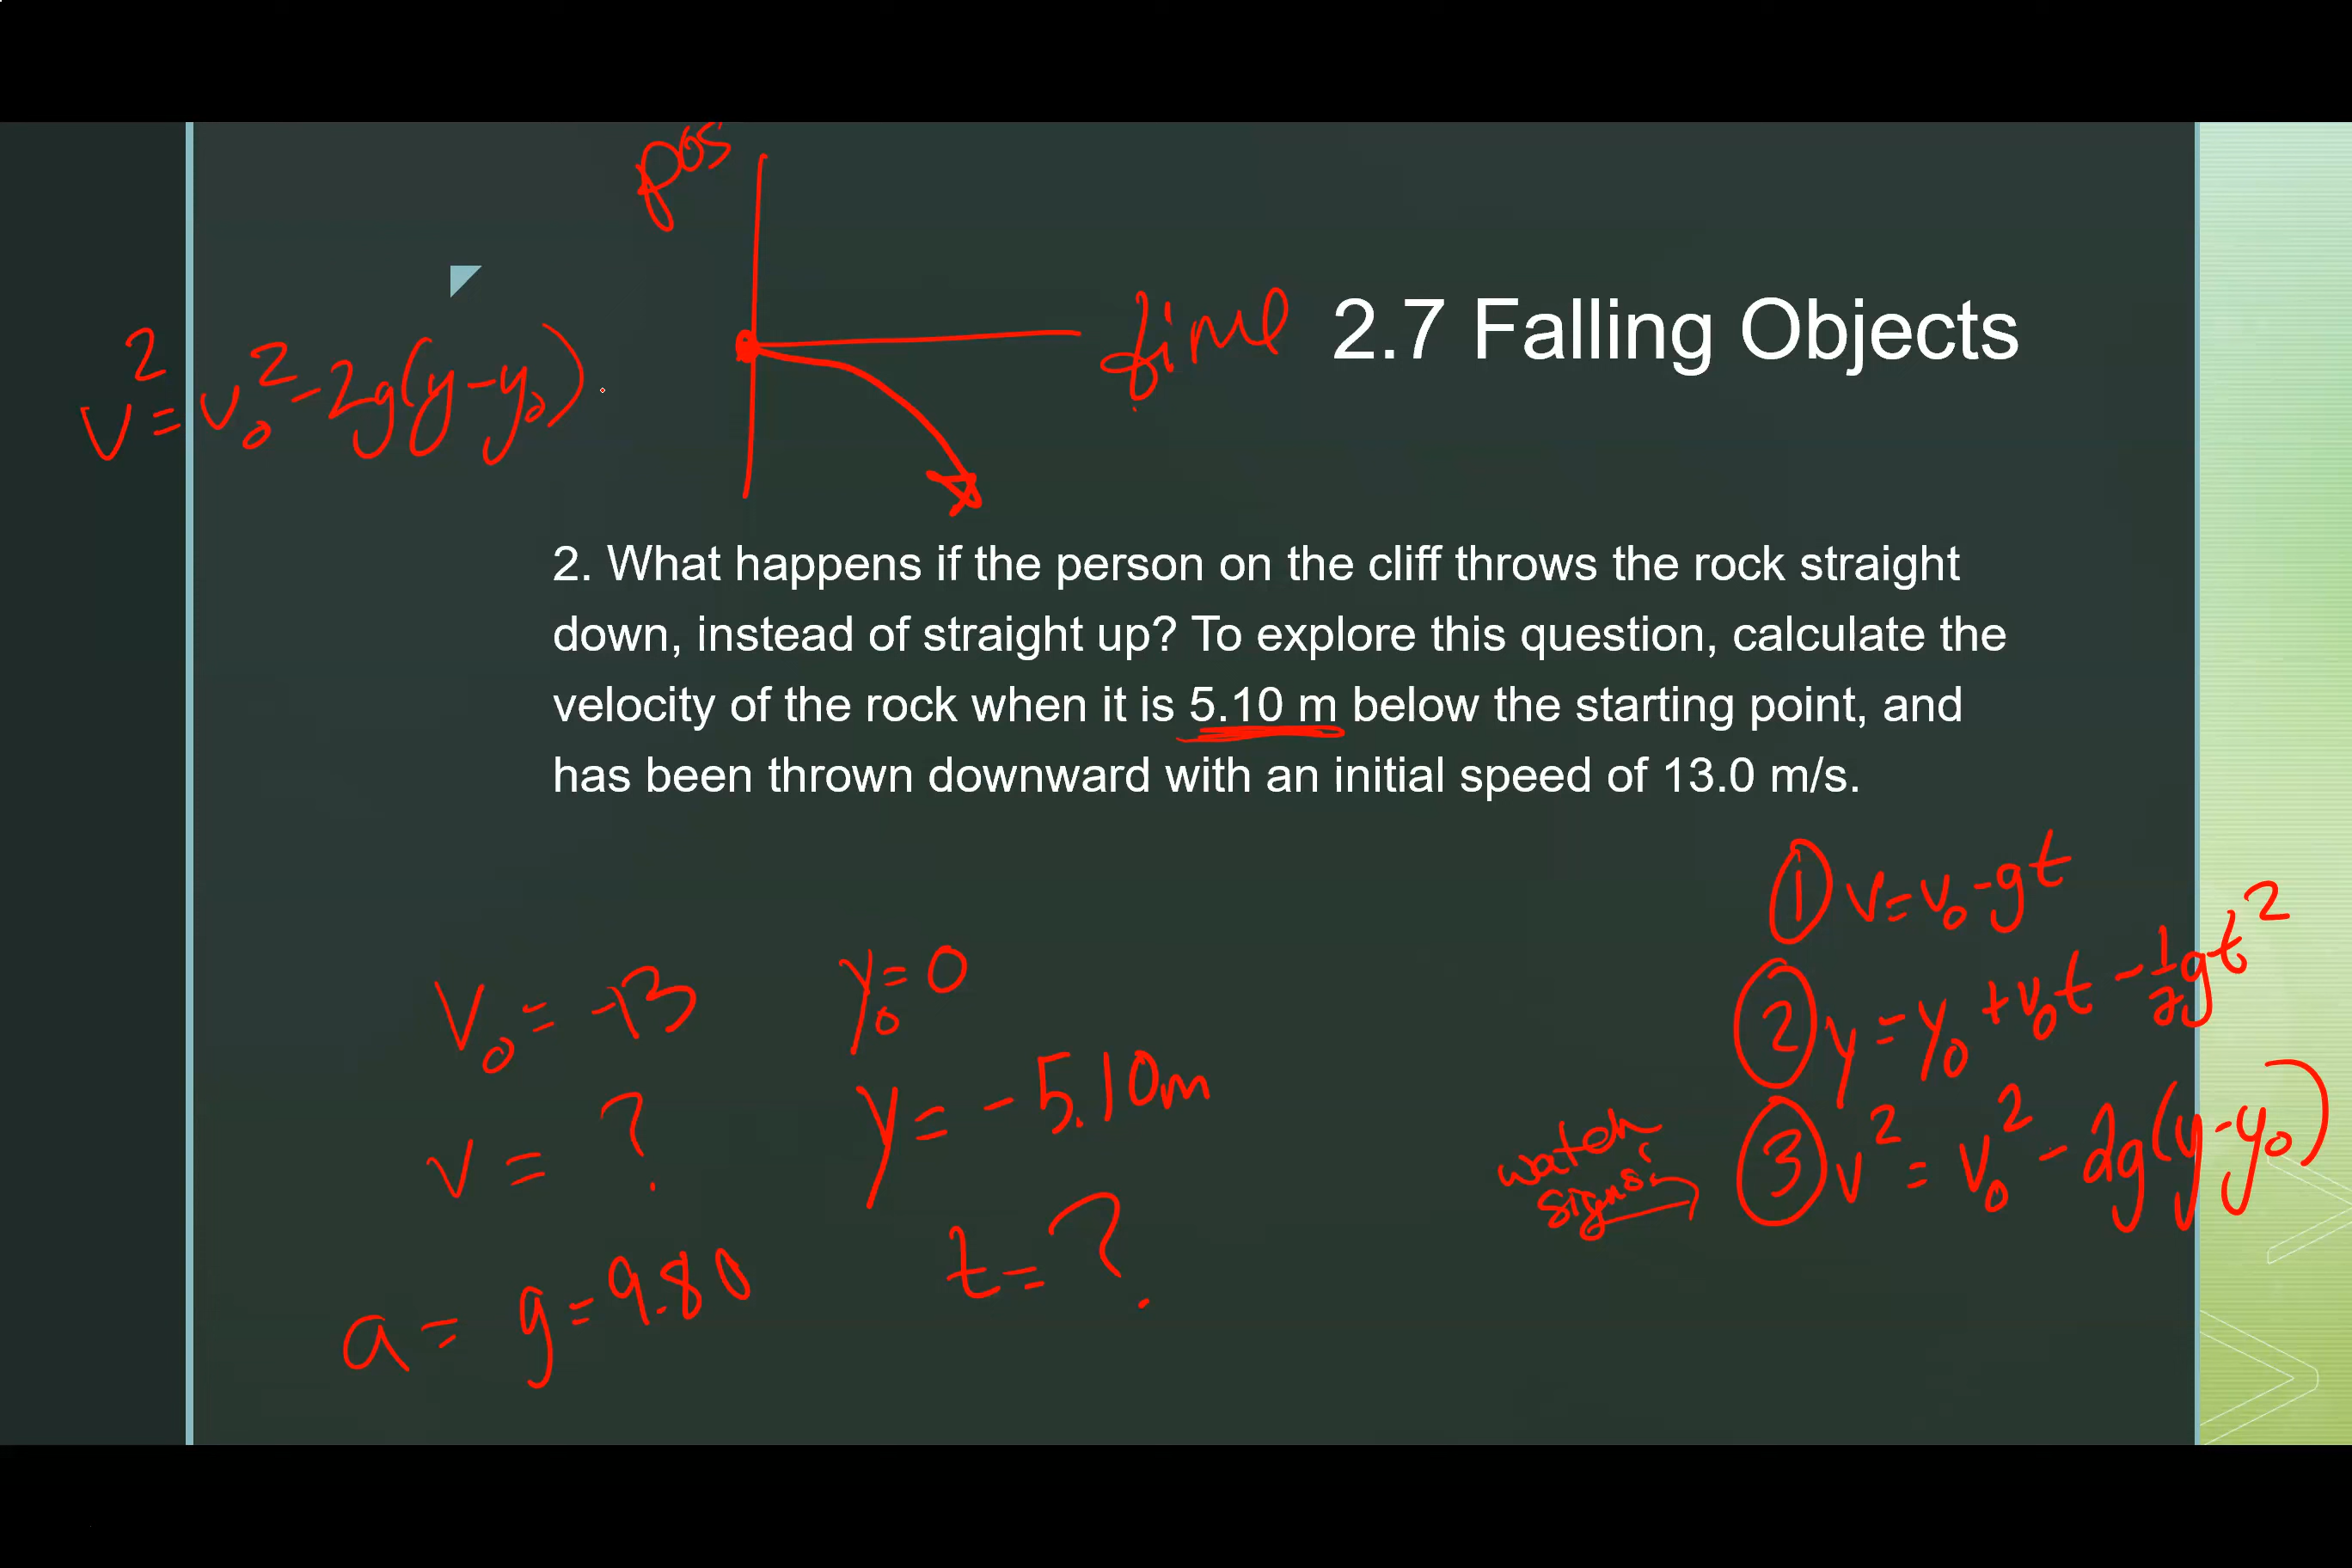 pos
time
2.7 Falling Objects
v² = v₀² - 2g(y - y₀)
2. What happens if the person on the cliff throws the rock straight
down, instead of straight up? To explore this question, calculate the
velocity of the rock when it is 5.10 m below the starting point, and
has been thrown downward with an initial speed of 13.0 m/s.
① v = v₀ - gt
② y = y₀ + v₀t - ½gt²
watch
signs!
③ v² = v₀² - 2g(y - y₀)
v₀ = -13
y₀ = 0
v = ?
y = - 5.10m
a = g = 9.80
t = ?